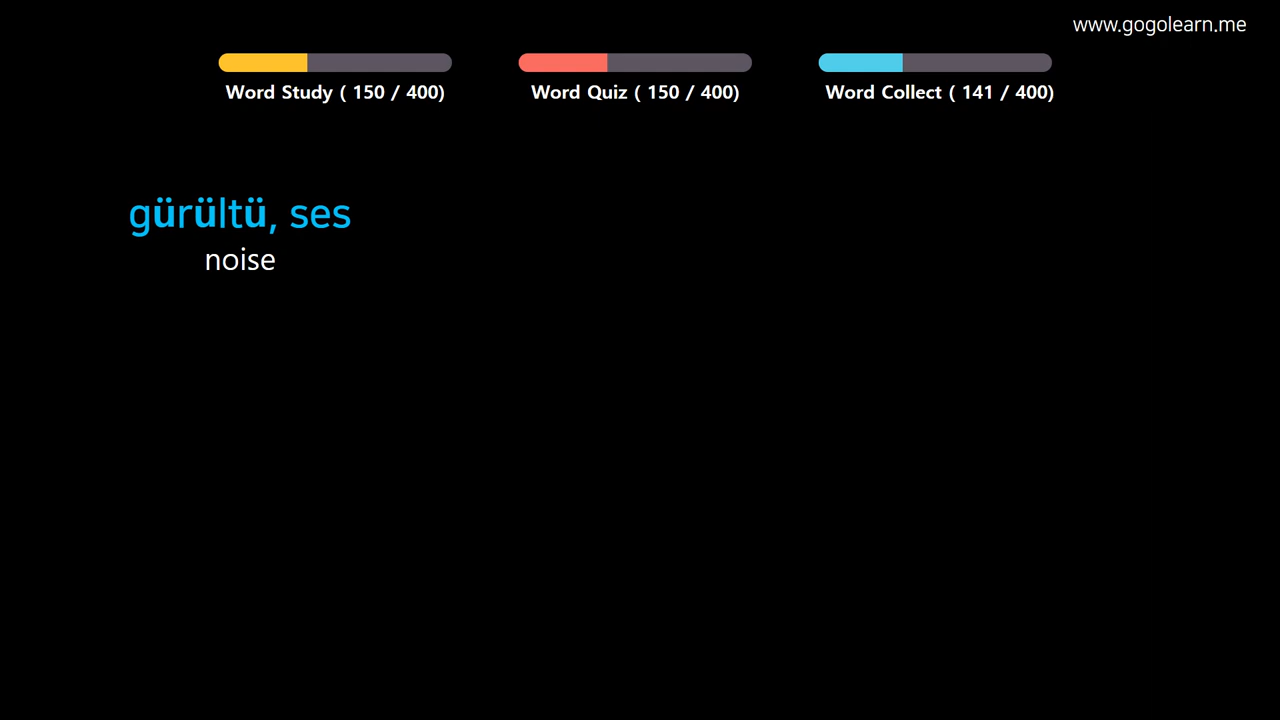 www.gogolearn.me
Word Study ( 150 / 400)
Word Quiz ( 150 / 400)
Word Collect ( 141 / 400)
gürültü, ses
noise